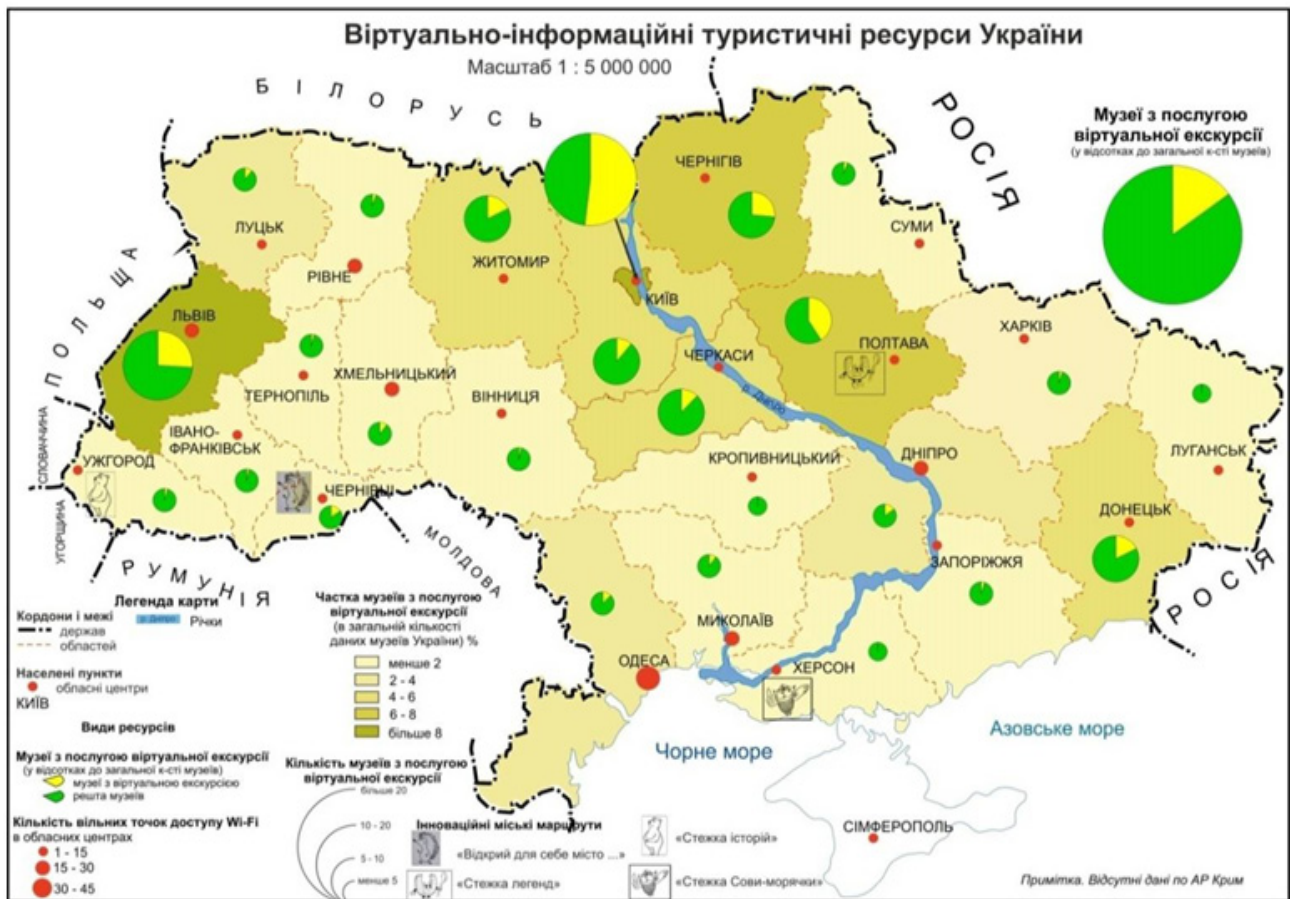 Віртуально-інформаційні туристичні ресурси України
Масштаб 1 : 5 000 000
БІЛОРУСЬ
РОСІЯ
Музеї з послугою
віртуальної екскурсії
(у відсотках до загальної к-сті музеїв)
ЧЕРНІГІВ
ЛУЦЬК
РІВНЕ
ЖИТОМИР
СУМИ
КИЇВ
ПОЛЬЩА
ЛЬВІВ
ТЕРНОПІЛЬ
ХМЕЛЬНИЦЬКИЙ
ВІННИЦЯ
ЧЕРКАСИ
р. Дніпро
ПОЛТАВА
ХАРКІВ
ІВАНО-
ФРАНКІВСЬК
СЛОВАЧЧИНА
УЖГОРОД
УГОРЩИНА
ЧЕРНІВЦІ
КРОПИВНИЦЬКИЙ
ДНІПРО
ЛУГАНСЬК
ДОНЕЦЬК
ЗАПОРІЖЖЯ
РУМУНІЯ
МОЛДОВА
РОСІЯ
МИКОЛАЇВ
ОДЕСА
ХЕРСОН
Чорне море
Азовське море
СІМФЕРОПОЛЬ
Легенда карти
Кордони і межі
держав
областей
р. Дніпро
Річки
Населені пункти
обласні центри
КИЇВ
Види ресурсів
Музеї з послугою віртуальної екскурсії
(у відсотках до загальної к-сті музеїв)
музеї з віртуальною екскурсією
решта музеїв
Кількість вільних точок доступу Wi-Fi
в обласних центрах
1 - 15
15 - 30
30 - 45
Частка музеїв з послугою
віртуальної екскурсії
(в загальній кількості
даних музеїв України) %
менше 2
2 - 4
4 - 6
6 - 8
більше 8
Кількість музеїв з послугою
віртуальної екскурсії
більше 20
10 - 20
5 - 10
менше 5
Інноваційні міські маршрути
«Відкрий для себе місто ...»
«Стежка легенд»
«Стежка історій»
«Стежка Сови-морячки»
Примітка. Відсутні дані по АР Крим